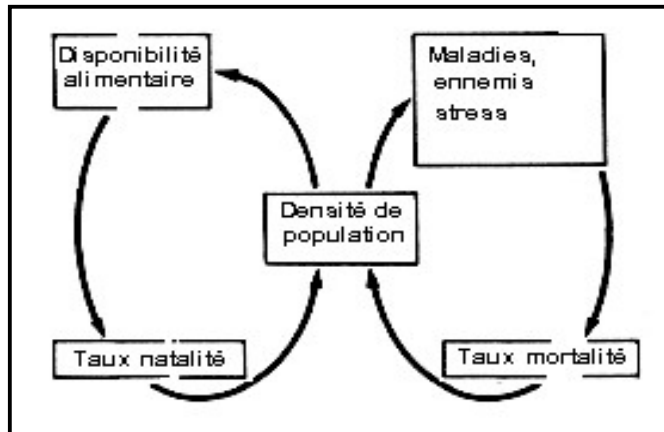 Disponibilité
alimentaire
Maladies,
ennemis
stress
Densité de
population
Taux natalité
Taux mortalité